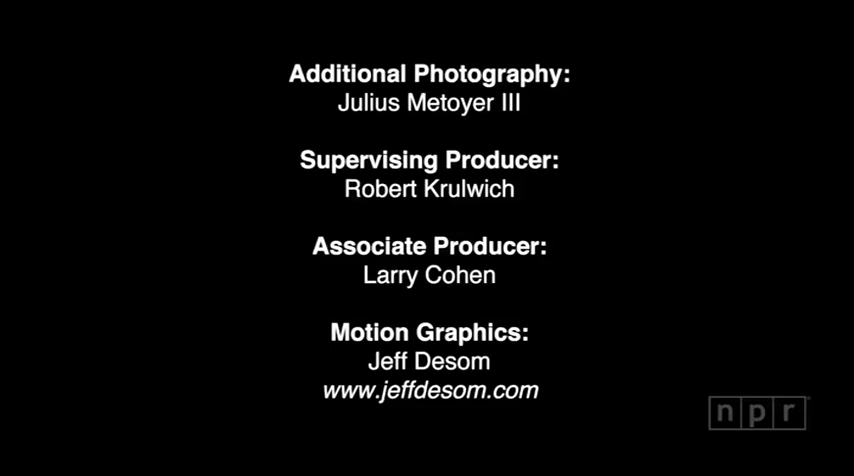 Additional Photography:
Julius Metoyer III
Supervising Producer:
Robert Krulwich
Associate Producer:
Larry Cohen
Motion Graphics:
Jeff Desom
www.jeffdesom.com
npr